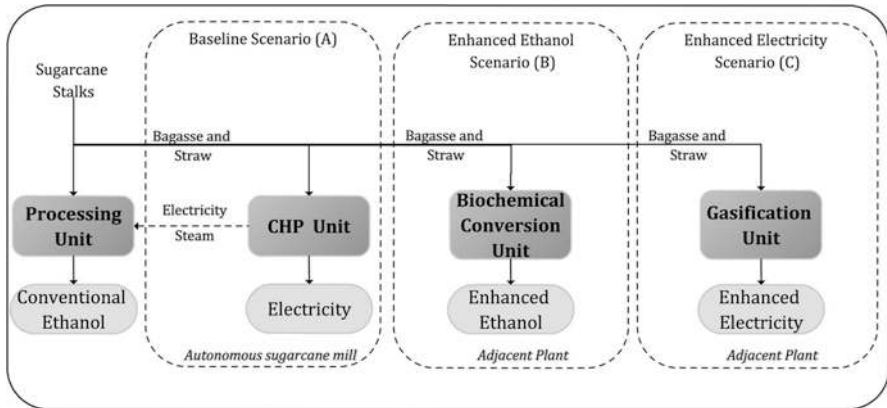 Baseline Scenario (A)
Enhanced Ethanol
Scenario (B)
Enhanced Electricity
Scenario (C)
Sugarcane
Stalks
Bagasse and
Straw
Bagasse and
Straw
Bagasse and
Straw
Processing
Unit
Electricity
Steam
CHP Unit
Biochemical
Conversion
Unit
Gasification
Unit
Conventional
Ethanol
Electricity
Enhanced
Ethanol
Enhanced
Electricity
Autonomous sugarcane mill
Adjacent Plant
Adjacent Plant